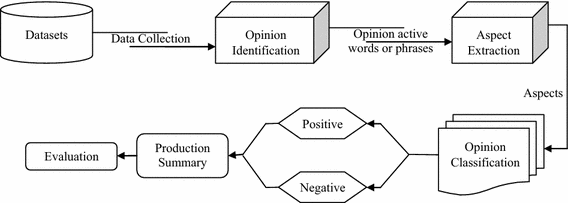 Datasets
Data Collection
Opinion
Identification
Opinion active
words or phrases
Aspect
Extraction
Aspects
Opinion
Classification
Positive
Negative
Production
Summary
Evaluation